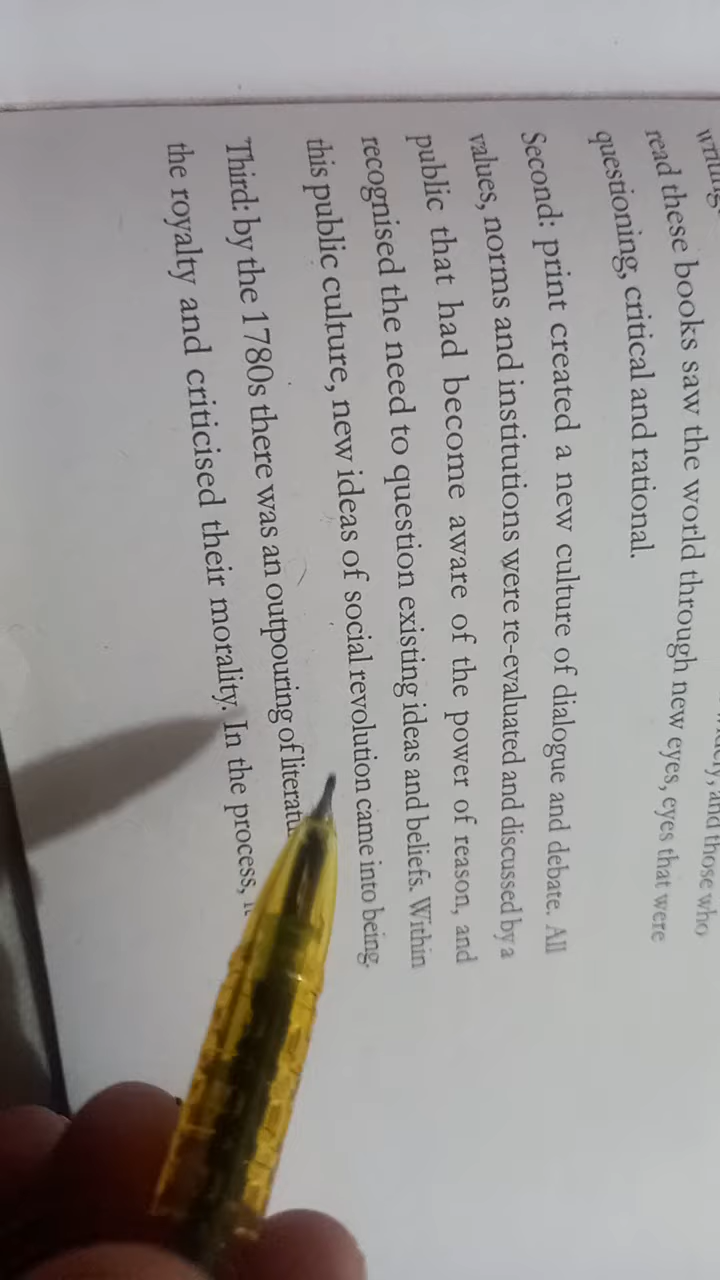 and those who
read these books saw the world through new eyes, eyes that were
questioning, critical and rational.
Second: print created a new culture of dialogue and debate. All
values, norms and institutions were re-evaluated and discussed by a
public that had become aware of the power of reason, and
recognised the need to question existing ideas and beliefs. Within
this public culture, new ideas of social revolution came into being.
Third: by the 1780s there was an outpouring of
the royalty and criticised their morality. In the process,